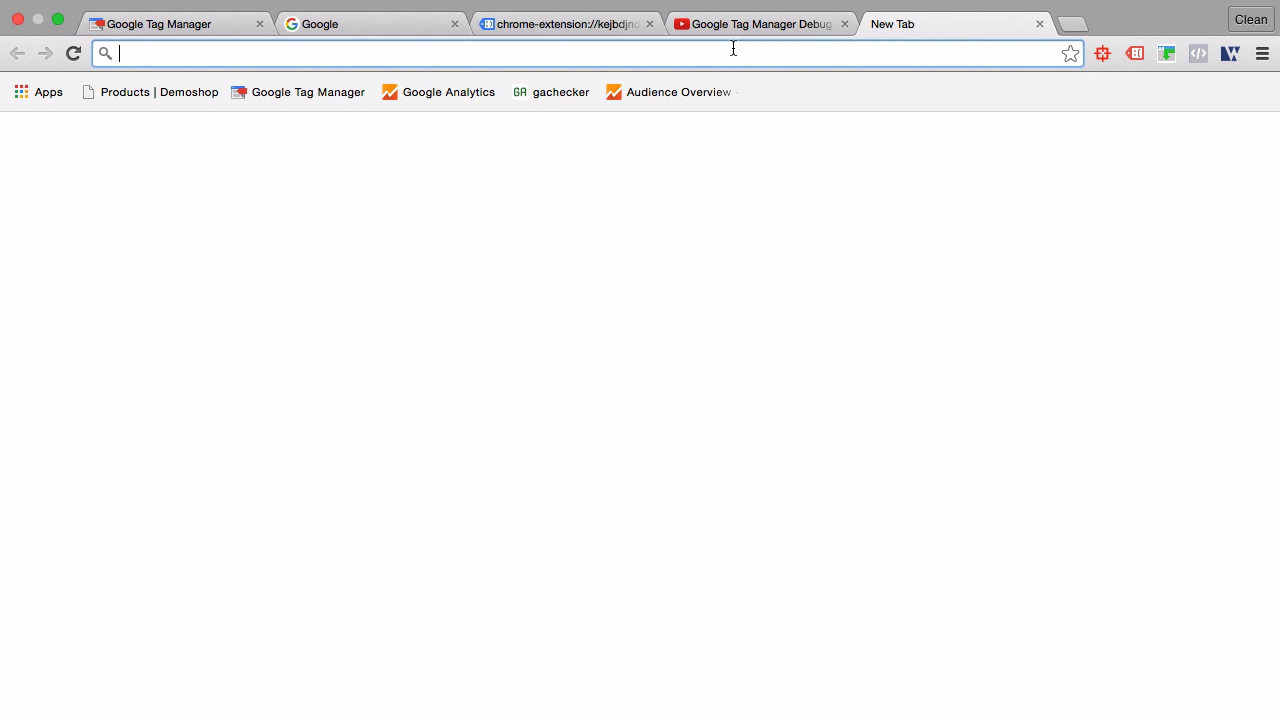 Google Tag Manager
Google
chrome-extension://kejbdjnd
Google Tag Manager Debug
New Tab
Clean
Apps
Products | Demoshop
Google Tag Manager
Google Analytics
GA gachecker
Audience Overview -